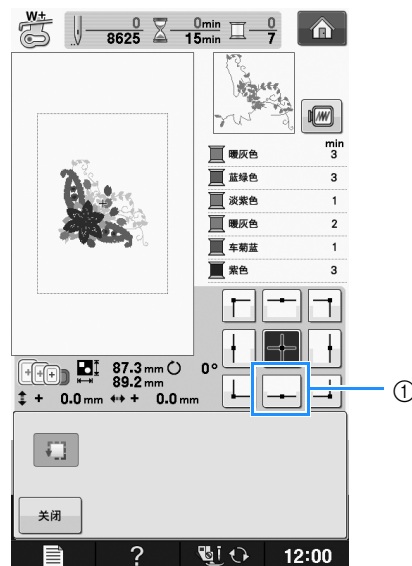 W±
0 0min 0
8625 15min 7
min
暖灰色 3
蓝绿色 3
淡紫色 1
暖灰色 2
车菊蓝 1
紫色 3
87.3 mm 0°
89.2 mm
+ 0.0 mm + 0.0 mm
①
关闭
? 12:00